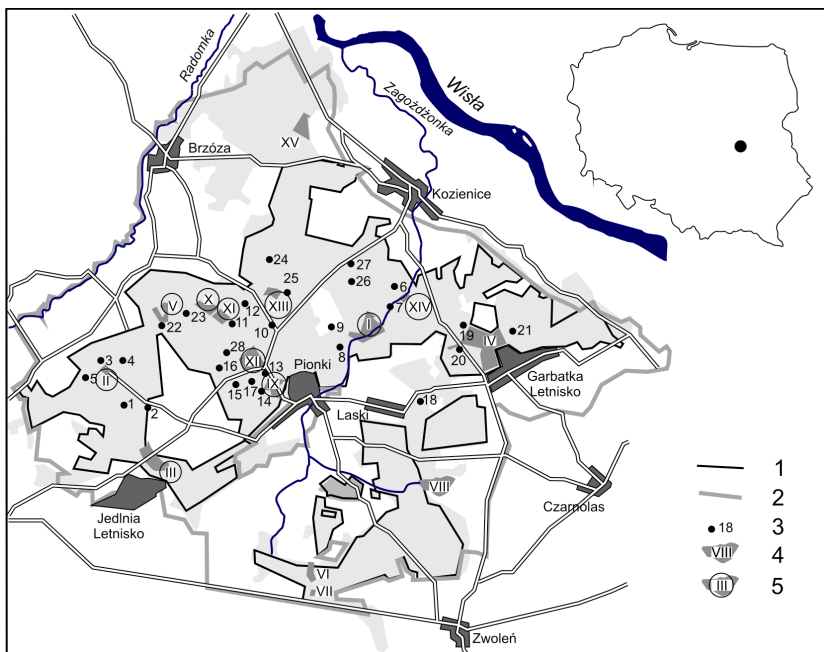 Radomka
Zagożdżonka
Wisła
Brzóza
XV
Kozienice
24
27
25
26
6
V
X
XI
12
XIII
7
XIV
23
11
10
9
I
22
19
IV
21
28
XII
8
20
3
4
16
13
Pionki
5
II
15
17
IX
14
Garbatka
Letnisko
1
2
Laski
18
III
VIII
Jedlnia
Letnisko
Czarnolas
VI
VII
Zwoleń
1
2
18
3
VIII
4
III
5